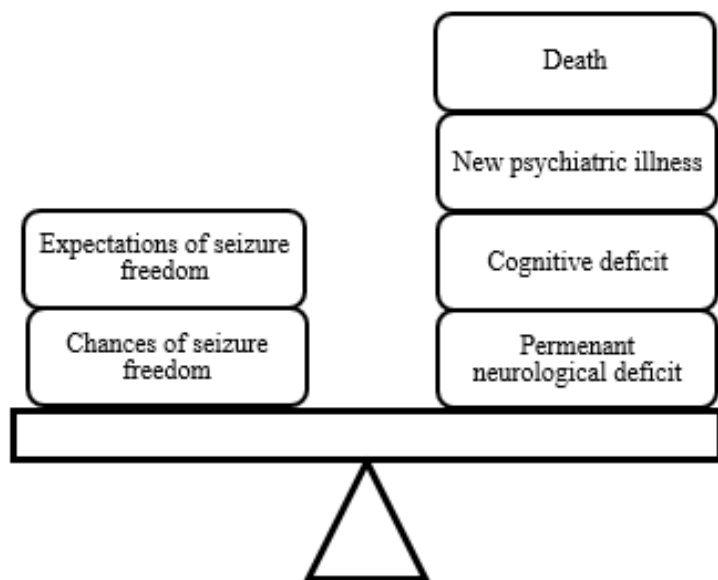 Death
New psychiatric illness
Expectations of seizure
freedom
Cognitive deficit
Chances of seizure
freedom
Permenant
neurological deficit